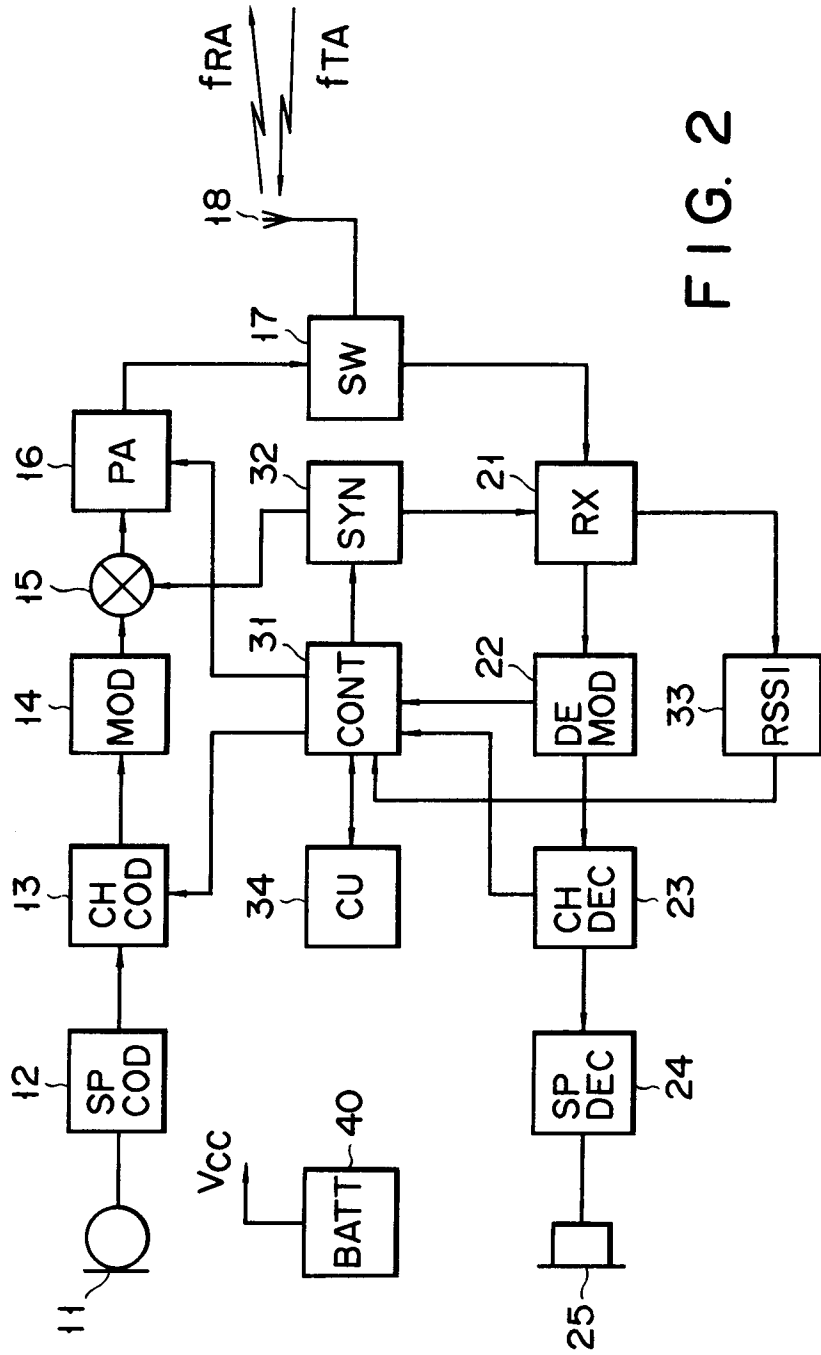 11
12
SP
COD
13
CH
COD
14
MOD
15
16
PA
17
SW
18
fRA
fTA
VCC
40
BATT
34
CU
31
CONT
32
SYN
25
24
SP
DEC
23
CH
DEC
22
DE
MOD
21
RX
33
RSSI
FIG. 2